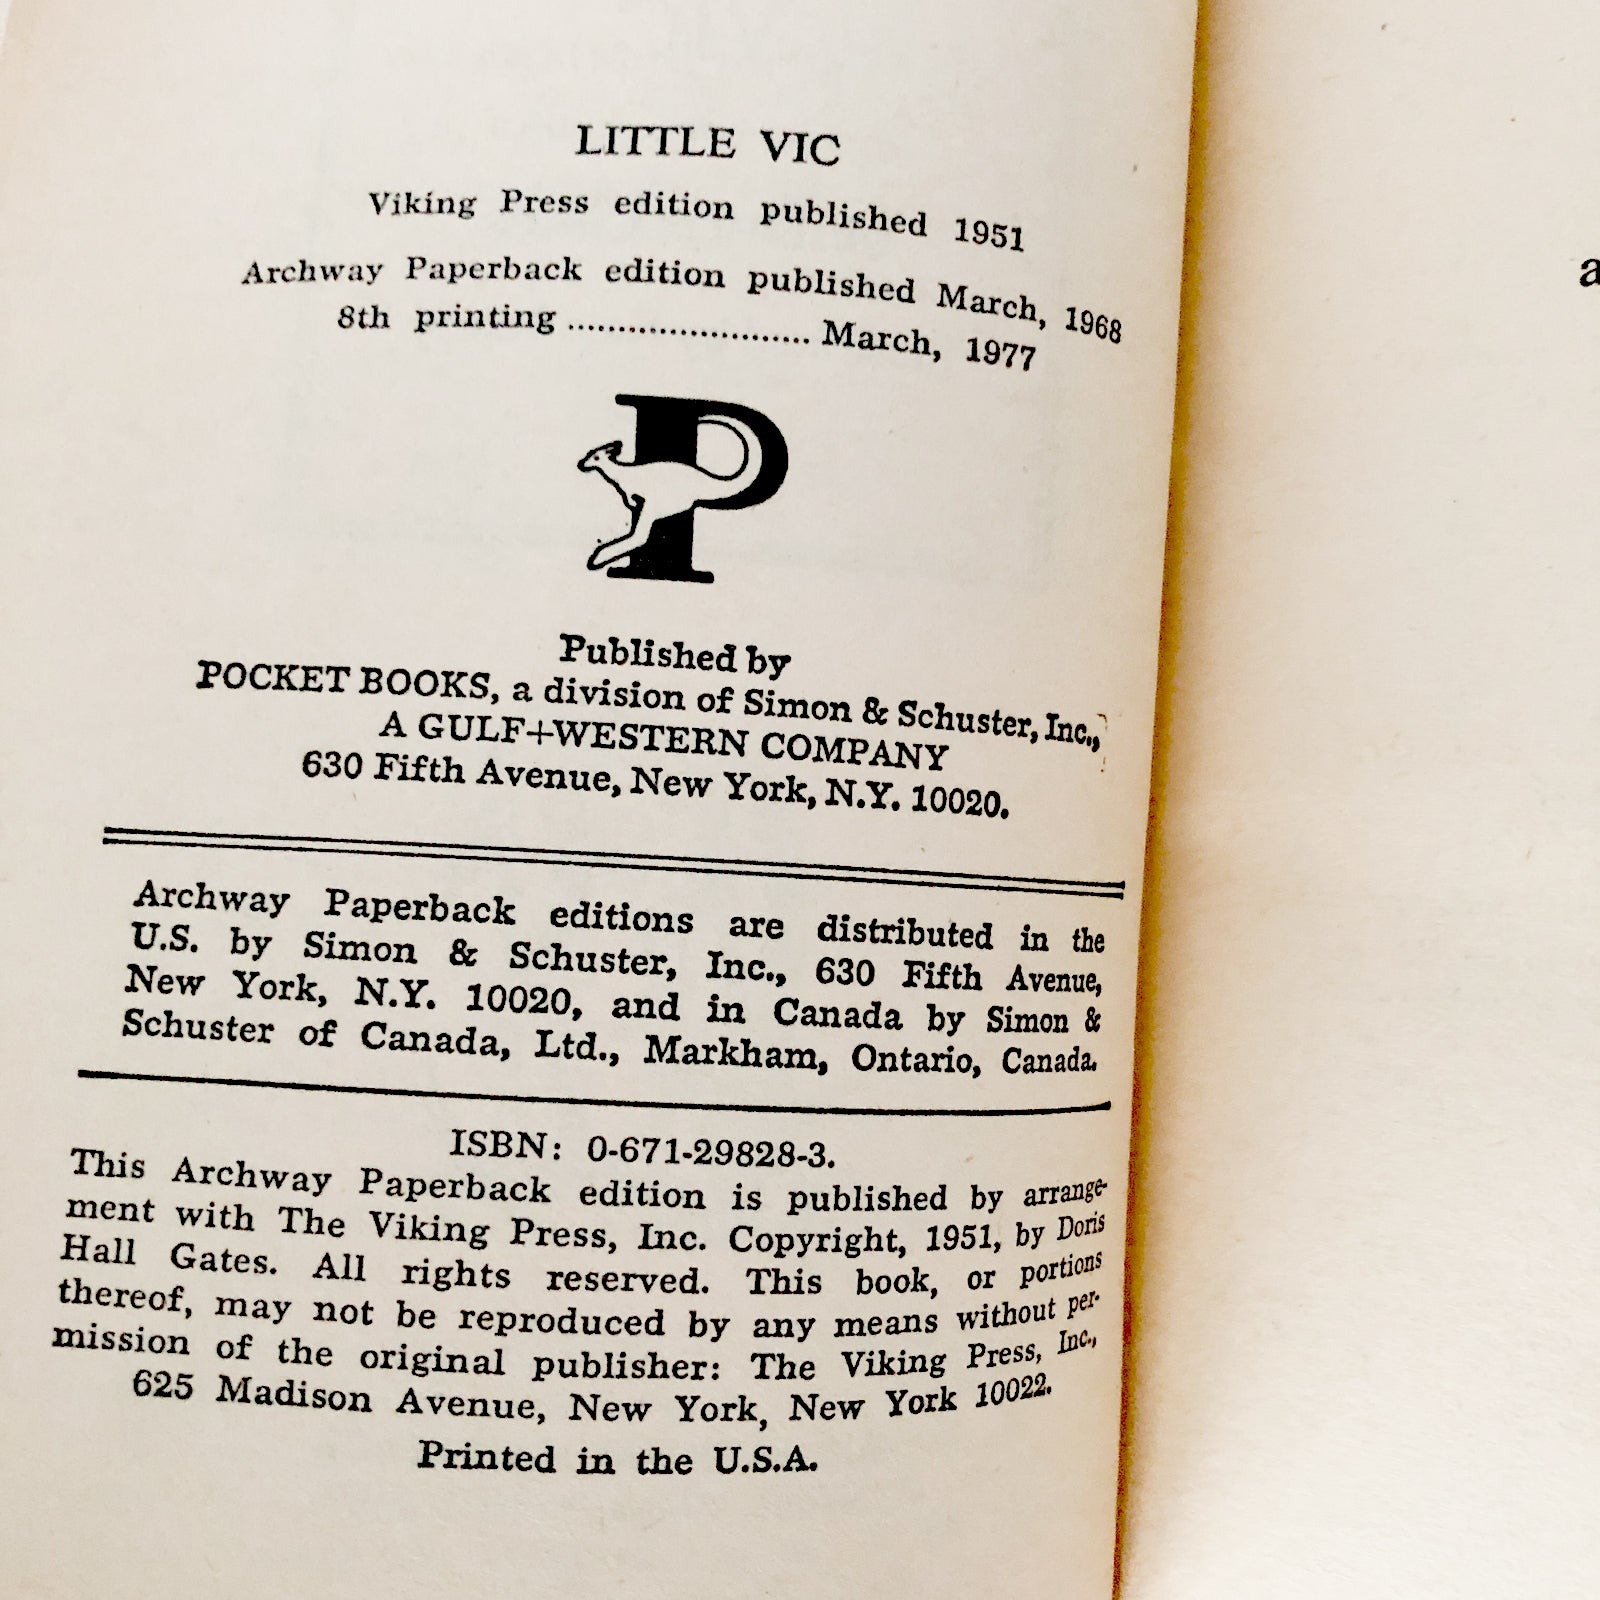 LITTLE VIC
Viking Press edition published 1951
Archway Paperback edition published March, 1968
8th printing ........................ March, 1977
P
Published by
POCKET BOOKS, a division of Simon & Schuster, Inc.,
A GULF+WESTERN COMPANY
630 Fifth Avenue, New York, N.Y. 10020.
Archway Paperback editions are distributed in the
U.S. by Simon & Schuster, Inc., 630 Fifth Avenue,
New York, N.Y. 10020, and in Canada by Simon &
Schuster of Canada, Ltd., Markham, Ontario, Canada.
ISBN: 0-671-29828-3.
This Archway Paperback edition is published by arrange-
ment with The Viking Press, Inc. Copyright, 1951, by Doris
Hall Gates. All rights reserved. This book, or portions
thereof, may not be reproduced by any means without per-
mission of the original publisher: The Viking Press, Inc.,
625 Madison Avenue, New York, New York 10022.
Printed in the U.S.A.
a